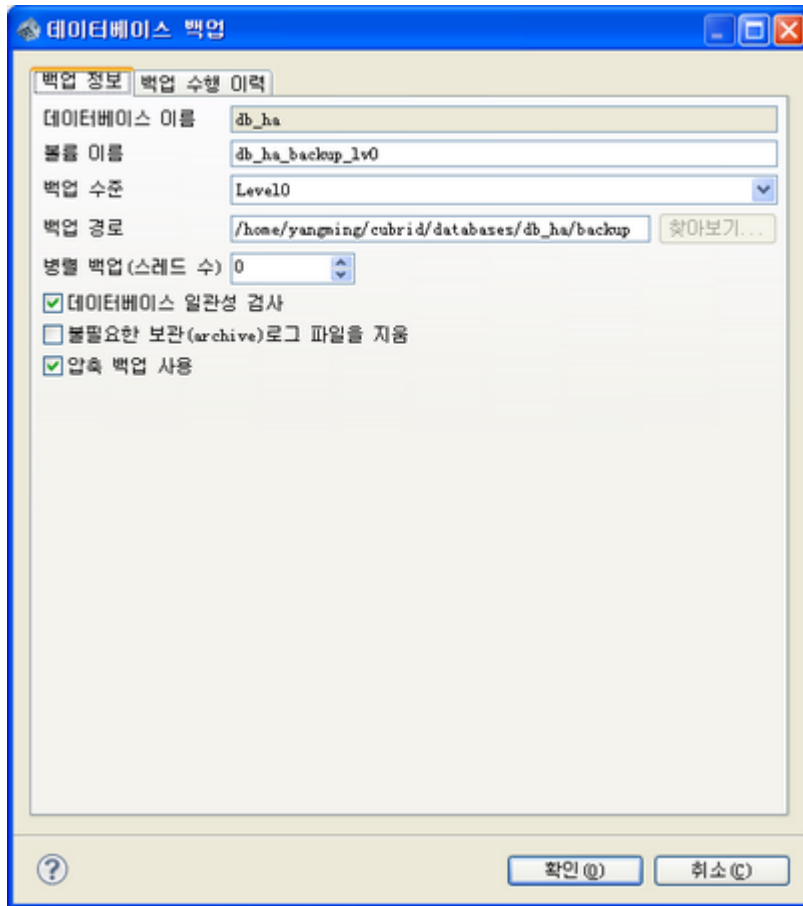 데이터베이스 백업
백업 정보 백업 수행 이력
데이터베이스 이름 db_ha
볼륨 이름 db_ha_backup_lv0
백업 수준 Level0
백업 경로 /home/yangming/cubrid/databases/db_ha/backup 찾아보기...
병렬 백업(스레드 수) 0
데이터베이스 일관성 검사
불필요한 보관(archive)로그 파일을 지움
압축 백업 사용
? 확인(O) 취소(C)